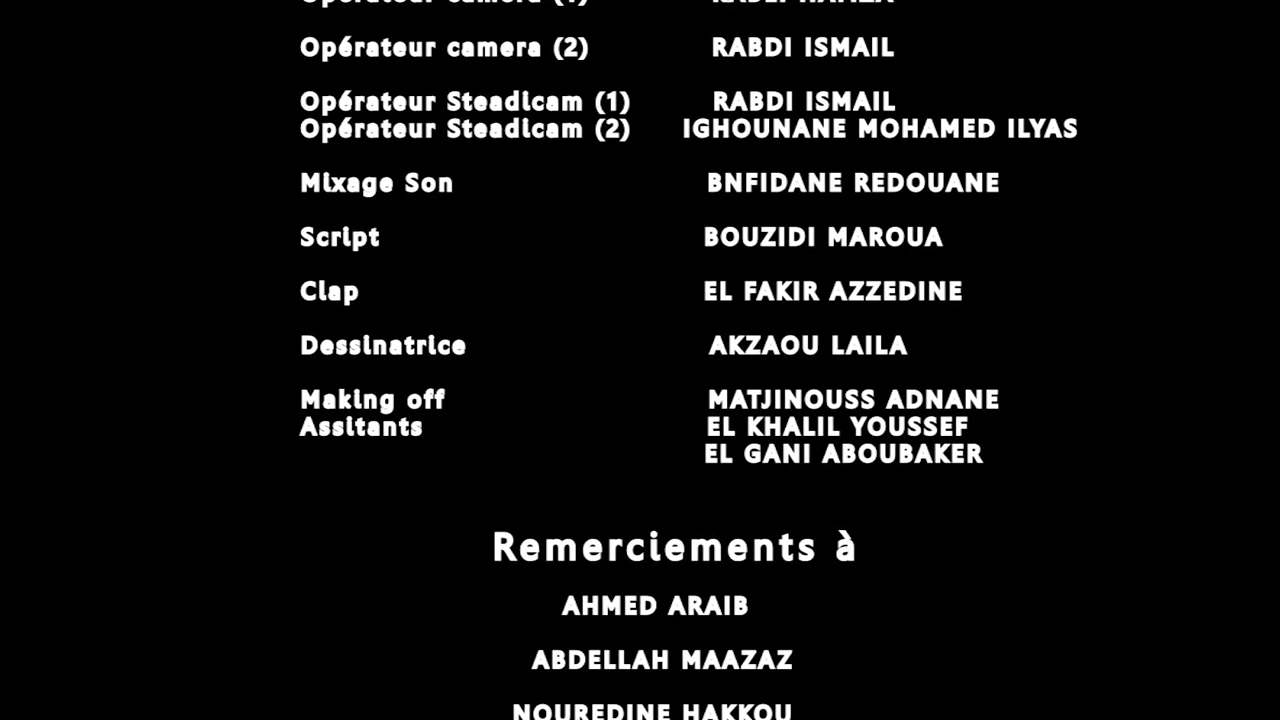 Opérateur camera (2) RABDI ISMAIL
Opérateur Steadicam (1) RABDI ISMAIL
Opérateur Steadicam (2) IGHOUNANE MOHAMED ILYAS
Mixage Son BNFIDANE REDOUANE
Script BOUZIDI MAROUA
Clap EL FAKIR AZZEDINE
Dessinatrice AKZAOU LAILA
Making off MATJINOUSS ADNANE
Assitants EL KHALIL YOUSSEF
EL GANI ABOUBAKER
Remerciements à
AHMED ARAIB
ABDELLAH MAAZAZ
NOUREDINE HAKKOU